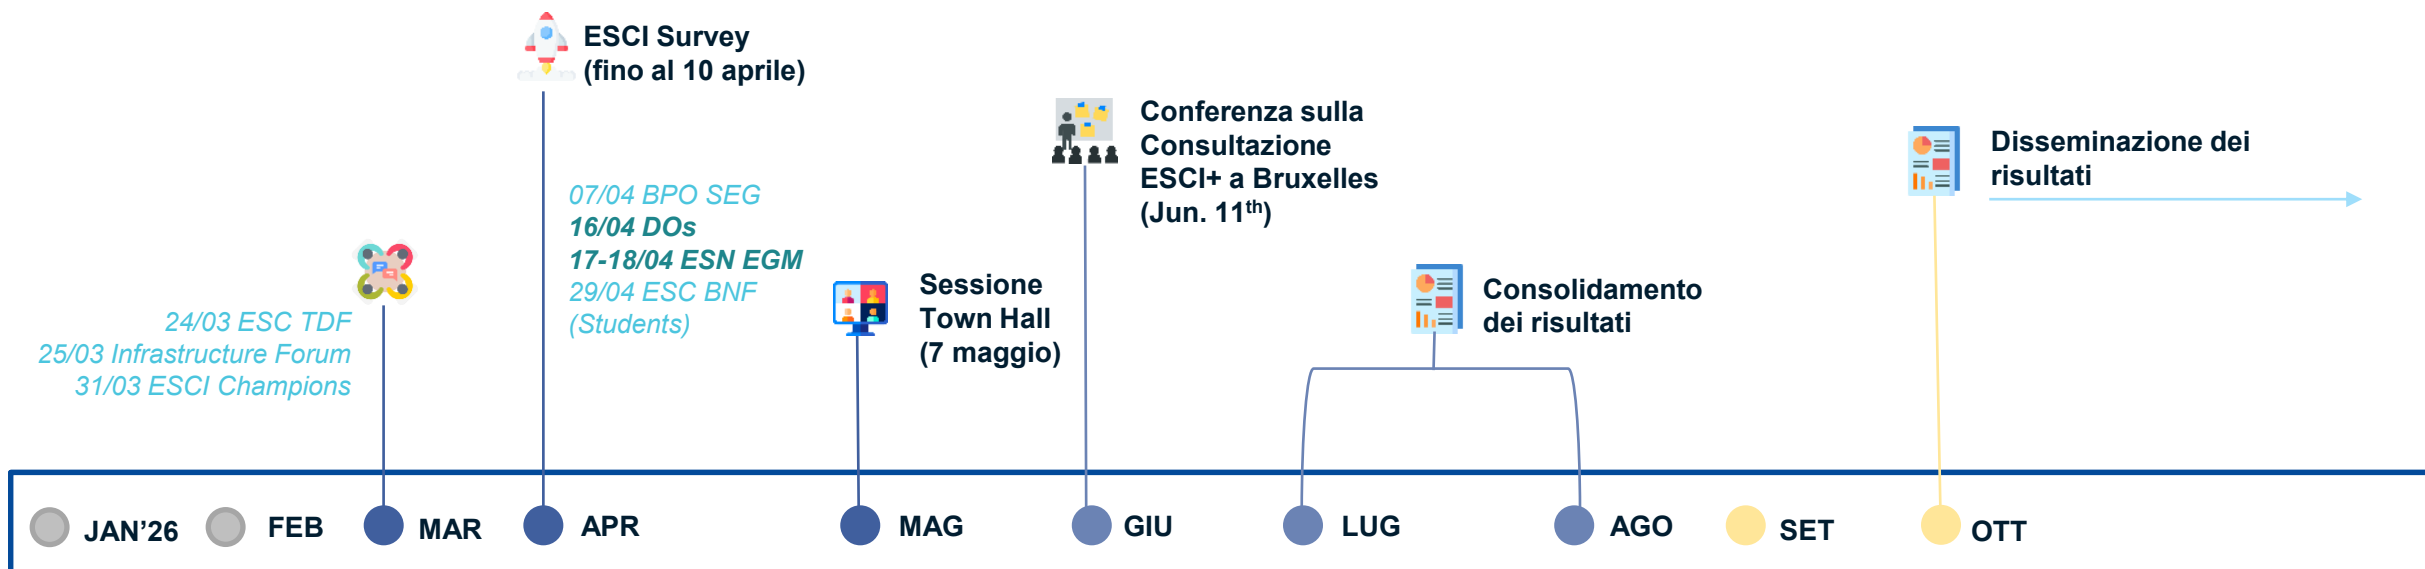 ESCI Survey
(fino al 10 aprile)
Conferenza sulla
Consultazione
ESCI+ a Bruxelles
(Jun. 11th)
Disseminazione dei
risultati
07/04 BPO SEG
16/04 DOs
17-18/04 ESN EGM
29/04 ESC BNF
(Students)
Sessione
Town Hall
(7 maggio)
Consolidamento
dei risultati
24/03 ESC TDF
25/03 Infrastructure Forum
31/03 ESCI Champions
JAN’26
FEB
MAR
APR
MAG
GIU
LUG
AGO
SET
OTT